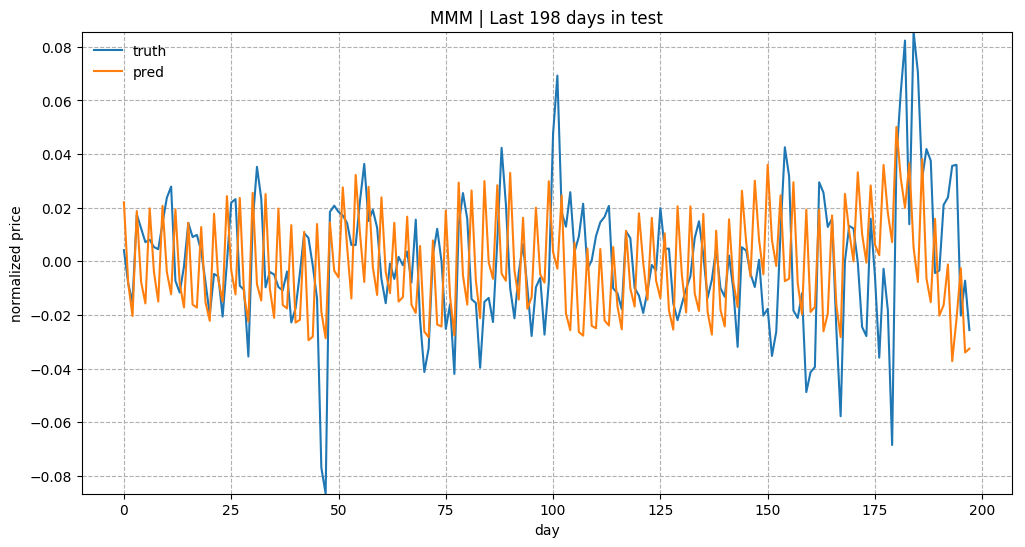 MMM | Last 198 days in test
truth
pred
normalized price
0.08
0.06
0.04
0.02
0.00
−0.02
−0.04
−0.06
−0.08
0 25 50 75 100 125 150 175 200
day